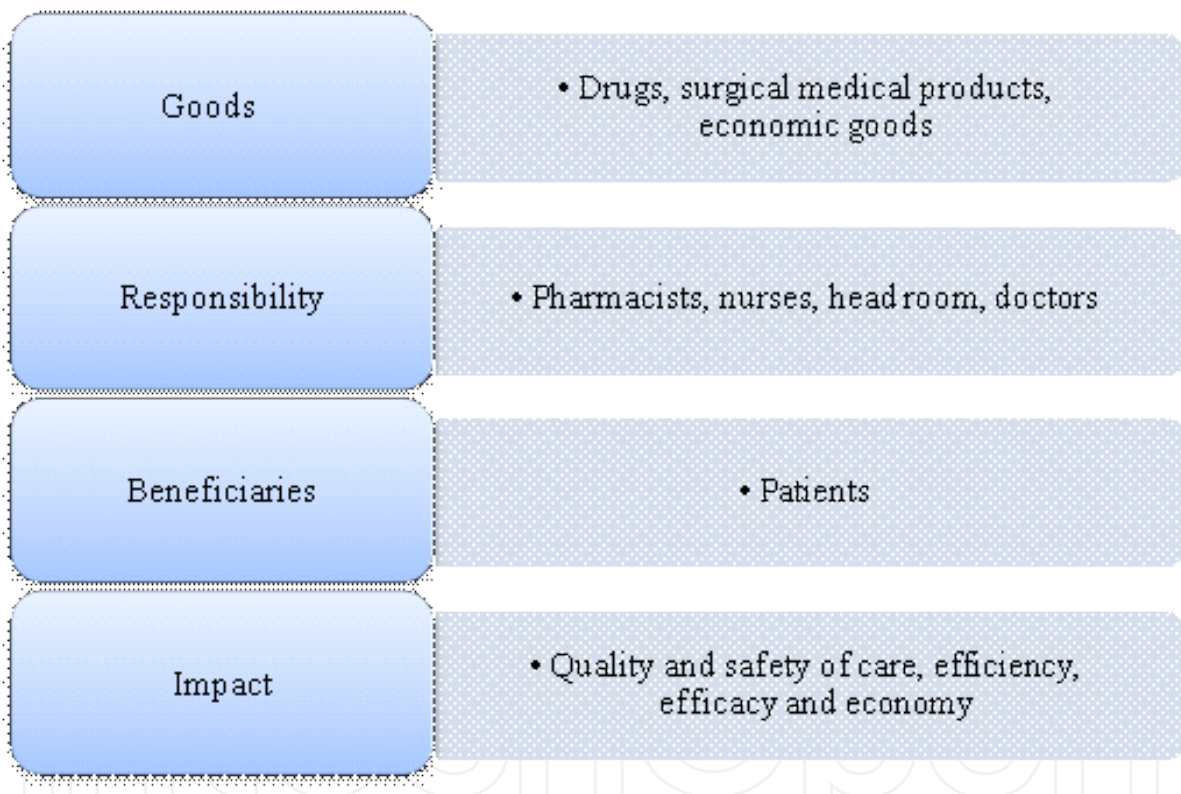 Goods
• Drugs, surgical medical products,
economic goods
Responsibility
• Pharmacists, nurses, head room, doctors
Beneficiaries
• Patients
Impact
• Quality and safety of care, efficiency,
efficacy and economy